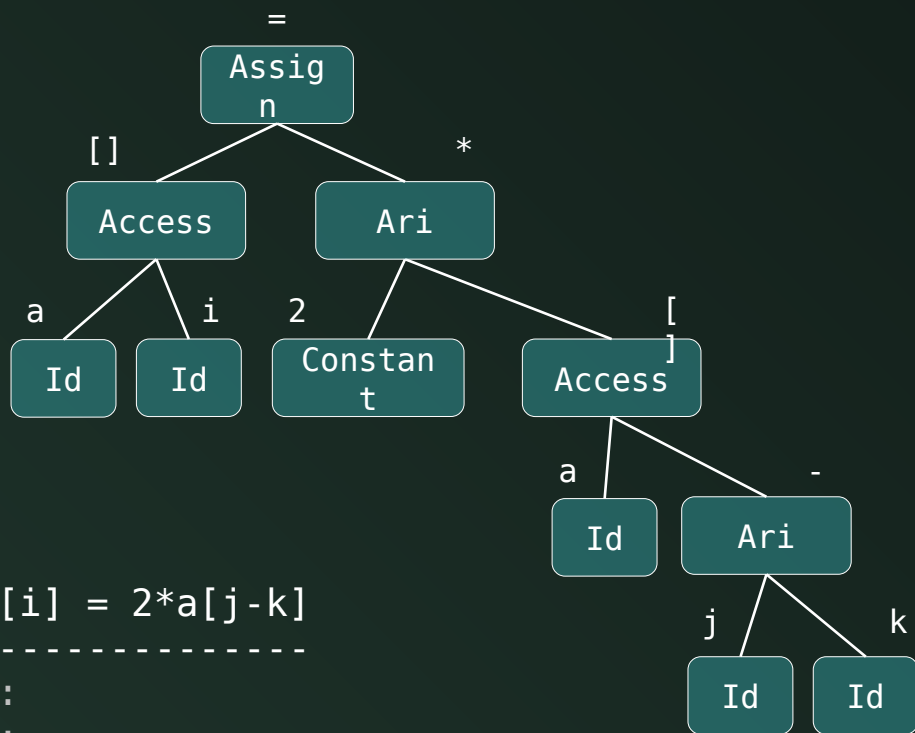 =
Assig
n
[]
*
Access
Ari
a
i
2
[
]
Id
Id
Constan
t
Access
a
-
Id
Ari
[i] = 2*a[j-k]
--------------
j
k
:
Id
Id